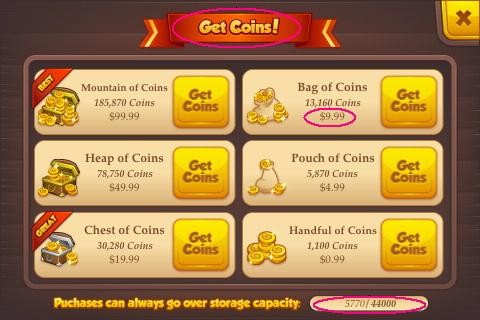 Get Coins!
BEST
Mountain of Coins
185,870 Coins
$99.99
Get
Coins
Bag of Coins
13,160 Coins
$9.99
Get
Coins
Heap of Coins
78,750 Coins
$49.99
Get
Coins
Pouch of Coins
5,870 Coins
$4.99
Get
Coins
GREAT
Chest of Coins
30,280 Coins
$19.99
Get
Coins
Handful of Coins
1,100 Coins
$0.99
Get
Coins
Puchases can always go over storage capacity: 5770/44000